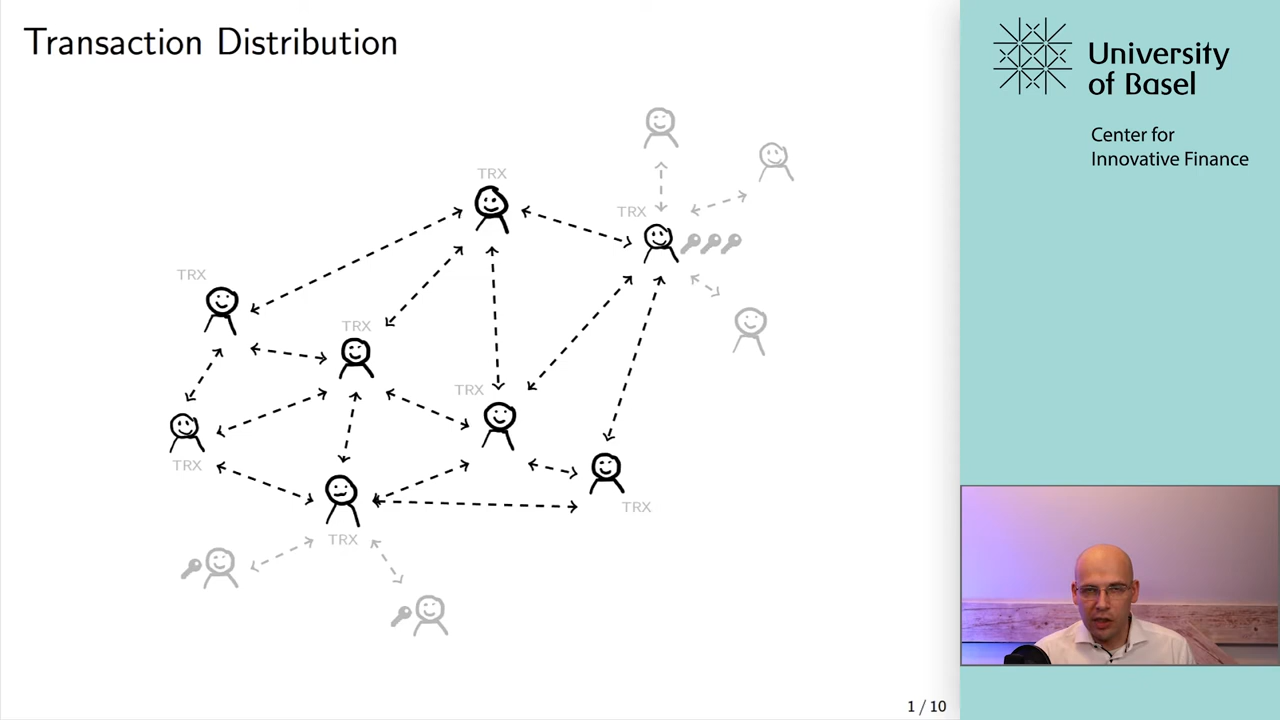 Transaction Distribution
TRX
TRX
TRX
TRX
TRX
TRX
TRX
TRX
1 / 10
University
of Basel
Center for
Innovative Finance